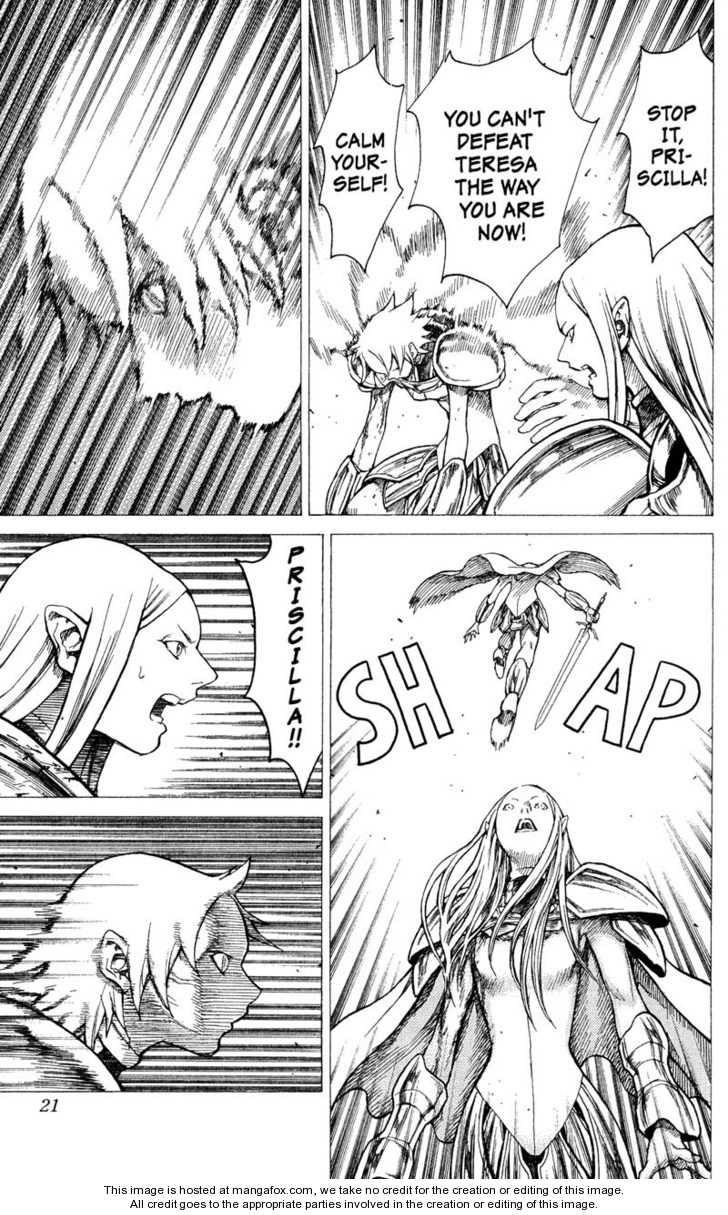 STOP
IT,
PRI-
SCILLA!
YOU CAN'T
DEFEAT
TERESA
THE WAY
YOU ARE
NOW!
CALM
YOUR-
SELF!
SHAP
PRISCILLA!!
21
This image is hosted at mangafox.com, we take no credit for the creation or editing of this image.
All credit goes to the appropriate parties involved in the creation or editing of this image.